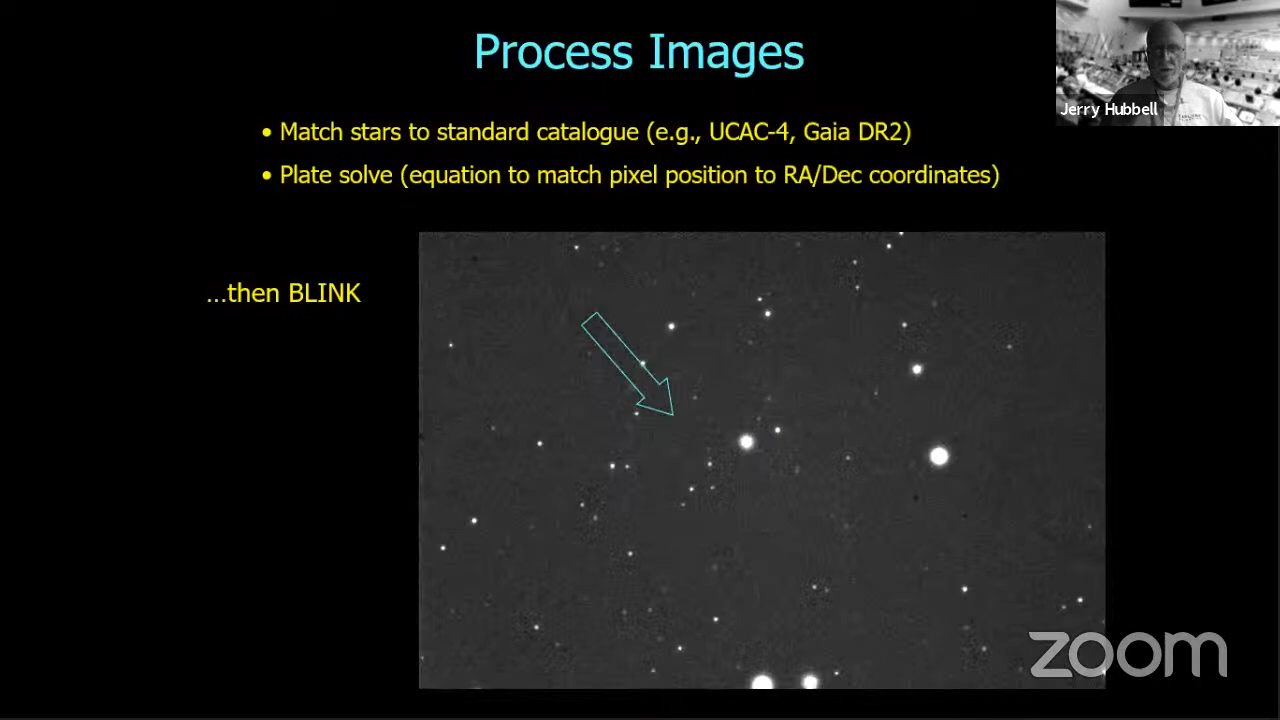 Process Images
Jerry Hubbell
• Match stars to standard catalogue (e.g., UCAC-4, Gaia DR2)
• Plate solve (equation to match pixel position to RA/Dec coordinates)
...then BLINK
zoom